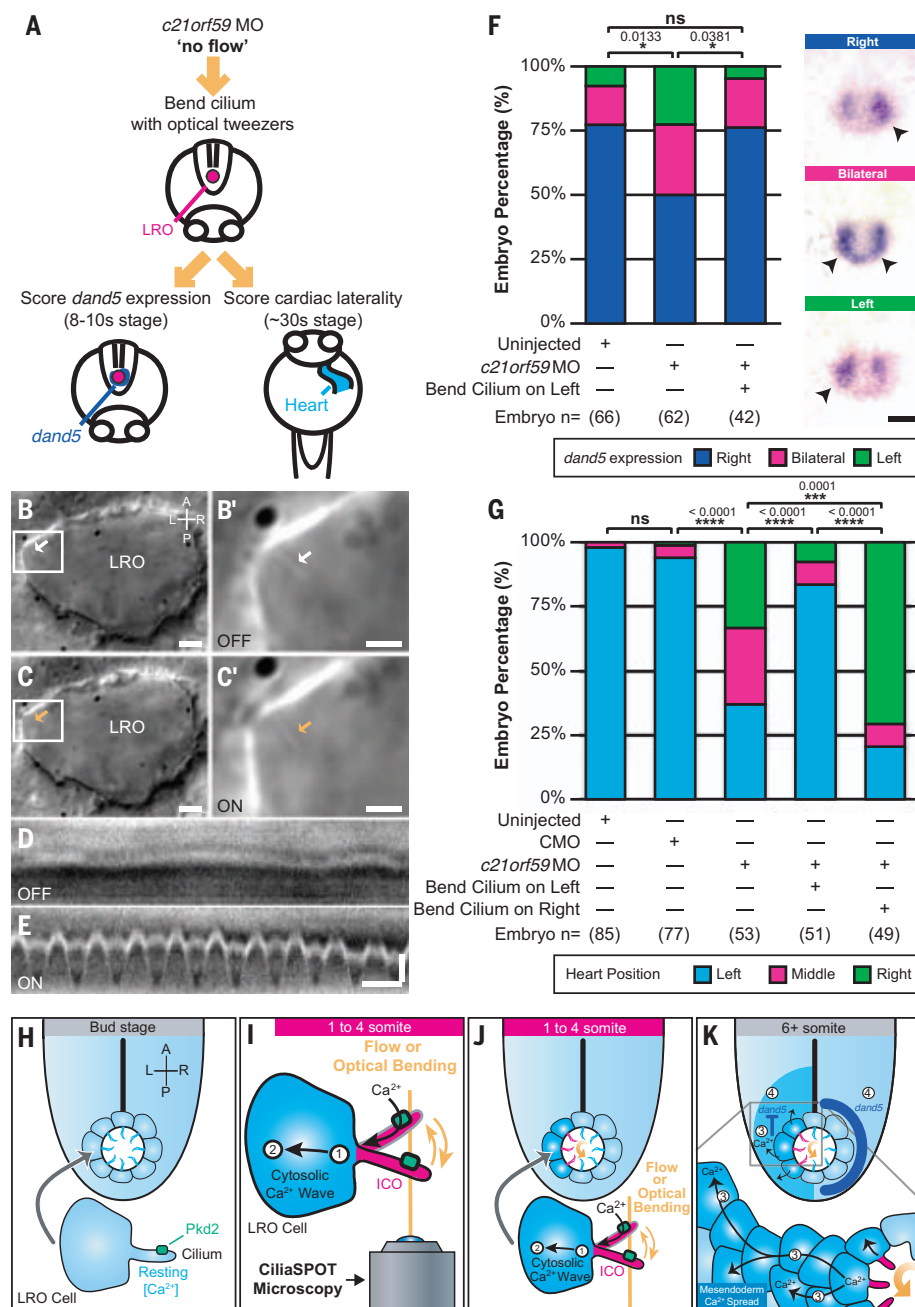 A
c21orf59 MO
'no flow'
Bend cilium
with optical tweezers
LRO
Score dand5 expression
(8-10s stage)
Score cardiac laterality
(~30s stage)
dand5
Heart
B
A
L R
P
LRO
B'
OFF
C
LRO
C'
ON
D
OFF
E
ON
F
ns
0.0133
*
0.0381
*
Embryo Percentage (%)
100%
75%
50%
25%
0%
Uninjected + — —
c21orf59 MO — + +
Bend Cilium on Left — — +
Embryo n= (66) (62) (42)
dand5 expression Right Bilateral Left
Right
Bilateral
Left
G
0.0001
***
ns
< 0.0001
****
< 0.0001
****
< 0.0001
****
Embryo Percentage (%)
100%
75%
50%
25%
0%
Uninjected + — — — —
CMO — + — — —
c21orf59 MO — — + + +
Bend Cilium on Left — — — + —
Bend Cilium on Right — — — — +
Embryo n= (85) (77) (53) (51) (49)
Heart Position Left Middle Right
H
Bud stage
A
L R
P
Pkd2
Cilium
Resting
[Ca²⁺]
LRO Cell
I
1 to 4 somite
Flow or
Optical Bending
Ca²⁺
2
1
Cytosolic
Ca²⁺ Wave
ICO
LRO Cell
CiliaSPOT
Microscopy
J
1 to 4 somite
Flow or
Optical
Bending
Ca²⁺
2
1
Cytosolic
Ca²⁺ Wave
ICO
LRO Cell
K
6+ somite
4
4
dand5
dand5
3
Ca²⁺
Ca²⁺
3
3
Ca²⁺
Ca²⁺
3
Mesendoderm
Ca²⁺ Spread